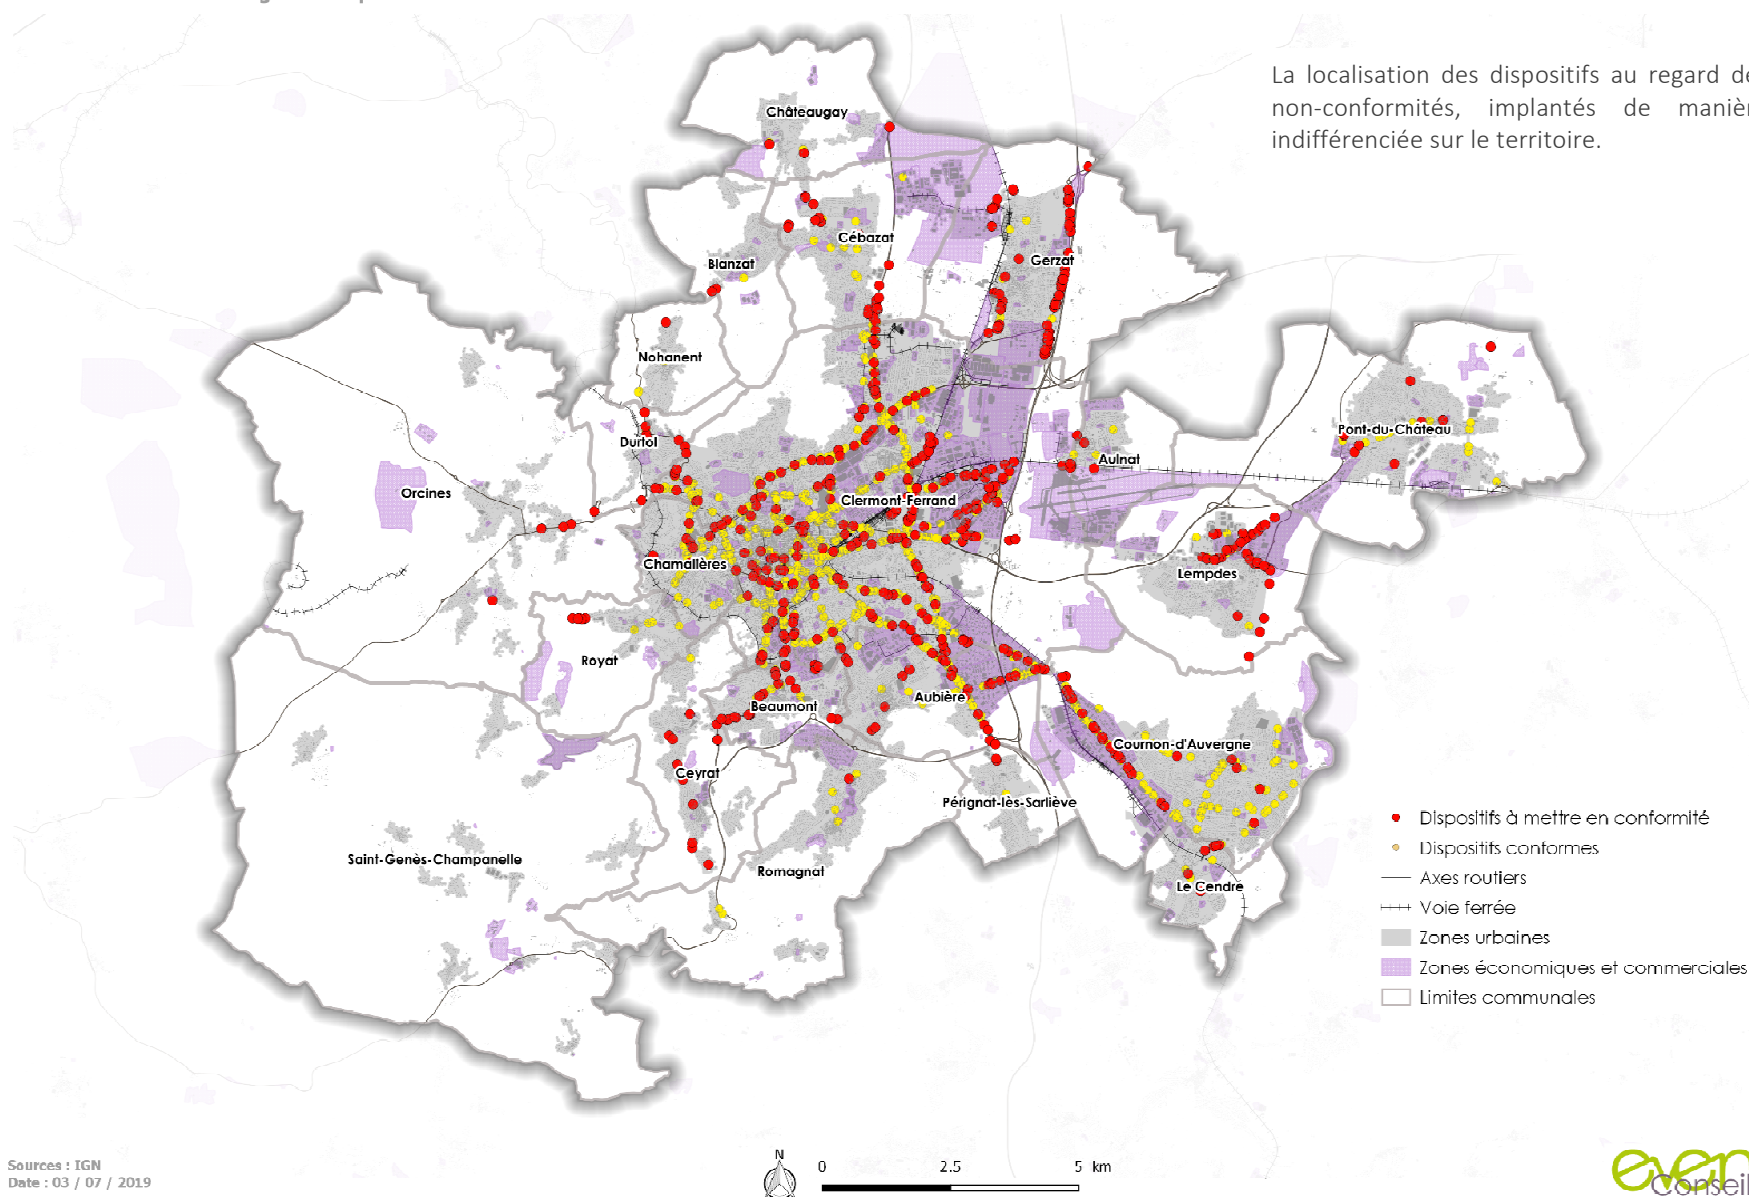 La localisation des dispositifs au regard de
non-conformités, implantés de manièr
indifférenciée sur le territoire.
Châteaugay
Cébazat
Blanzat
Gerzat
Nohanent
Durtol
Pont-du-Château
Aulnat
Orcines
Clermont-Ferrand
Chamalières
Lempdes
Royat
Aubière
Beaumont
Cournon-d'Auvergne
Ceyrat
Pérignat-lès-Sarliève
Saint-Genès-Champanelle
Romagnat
Le Cendre
Dispositifs à mettre en conformité
Dispositifs conformes
Axes routiers
Voie ferrée
Zones urbaines
Zones économiques et commerciales
Limites communales
Sources : IGN
Date : 03 / 07 / 2019
N
0 2.5 5 km
even
Conseil